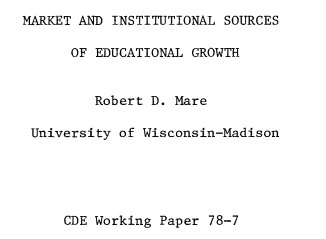 MARKET AND INSTITUTIONAL SOURCES
OF EDUCATIONAL GROWTH
Robert D. Mare
University of Wisconsin-Madison
CDE Working Paper 78-7